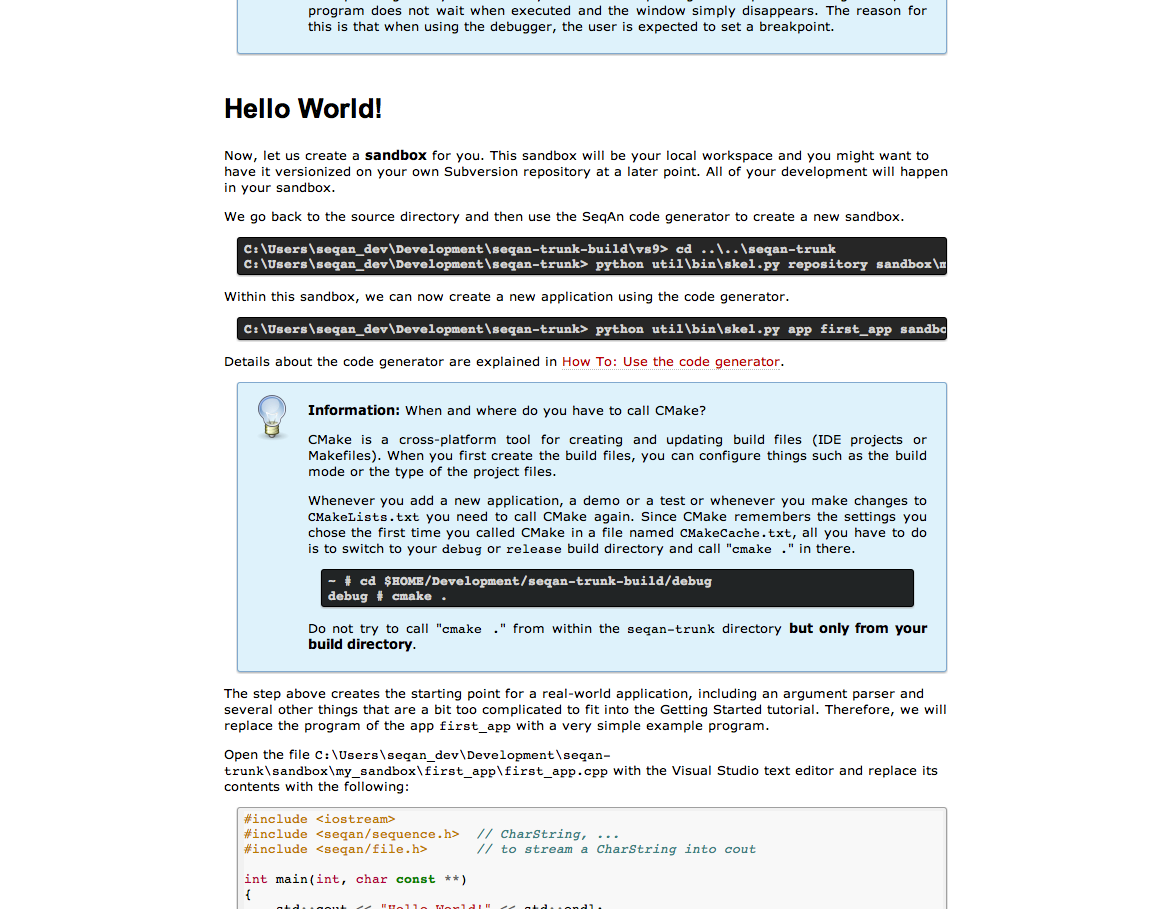 program does not wait when executed and the window simply disappears. The reason for
this is that when using the debugger, the user is expected to set a breakpoint.
Hello World!
Now, let us create a sandbox for you. This sandbox will be your local workspace and you might want to
have it versionized on your own Subversion repository at a later point. All of your development will happen
in your sandbox.
We go back to the source directory and then use the SeqAn code generator to create a new sandbox.
C:\Users\seqan_dev\Development\seqan-trunk-build\vs9> cd ..\..\seqan-trunk
C:\Users\seqan_dev\Development\seqan-trunk> python util\bin\skel.py repository
Within this sandbox, we can now create a new application using the code generator.
C:\Users\seqan_dev\Development\seqan-trunk> python util\bin\skel.py app first_app
Details about the code generator are explained in How To: Use the code generator.
Information: When and where do you have to call CMake?
CMake is a cross-platform tool for creating and updating build files (IDE projects or
Makefiles). When you first create the build files, you can configure things such as the build
mode or the type of the project files.
Whenever you add a new application, a demo or a test or whenever you make changes to
CMakeLists.txt you need to call CMake again. Since CMake remembers the settings you
chose the first time you called CMake in a file named CMakeCache.txt, all you have to do
is to switch to your debug or release build directory and call "cmake ." in there.
~ # cd $HOME/Development/seqan-trunk-build/debug
debug # cmake .
Do not try to call "cmake ." from within the seqan-trunk directory but only from your
build directory.
The step above creates the starting point for a real-world application, including an argument parser and
several other things that are a bit too complicated to fit into the Getting Started tutorial. Therefore, we will
replace the program of the app first_app with a very simple example program.
Open the file C:\Users\seqan_dev\Development\seqan-
trunk\sandbox\my_sandbox\first_app\first_app.cpp with the Visual Studio text editor and replace its
contents with the following:
#include <iostream>
#include <seqan/sequence.h>  // CharString, ...
#include <seqan/file.h>      // to stream a CharString into cout
int main(int, char const **)
{
std::cout << "Hello World!" << std::endl;